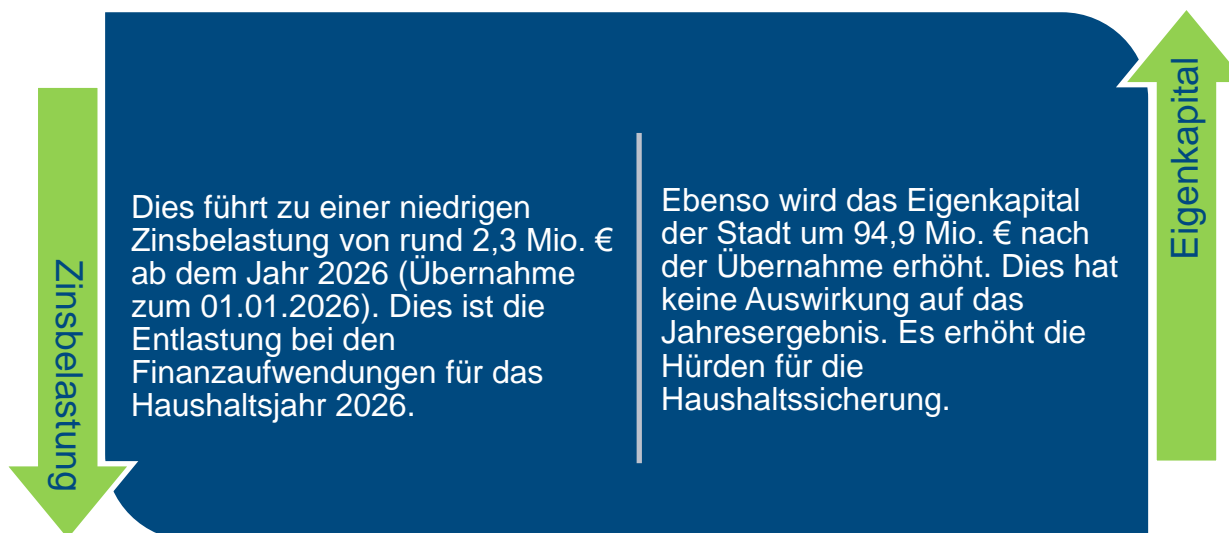 Zinsbelastung
Dies führt zu einer niedrigen
Zinsbelastung von rund 2,3 Mio. €
ab dem Jahr 2026 (Übernahme
zum 01.01.2026). Dies ist die
Entlastung bei den
Finanzaufwendungen für das
Haushaltsjahr 2026.
Ebenso wird das Eigenkapital
der Stadt um 94,9 Mio. € nach
der Übernahme erhöht. Dies hat
keine Auswirkung auf das
Jahresergebnis. Es erhöht die
Hürden für die
Haushaltssicherung.
Eigenkapital